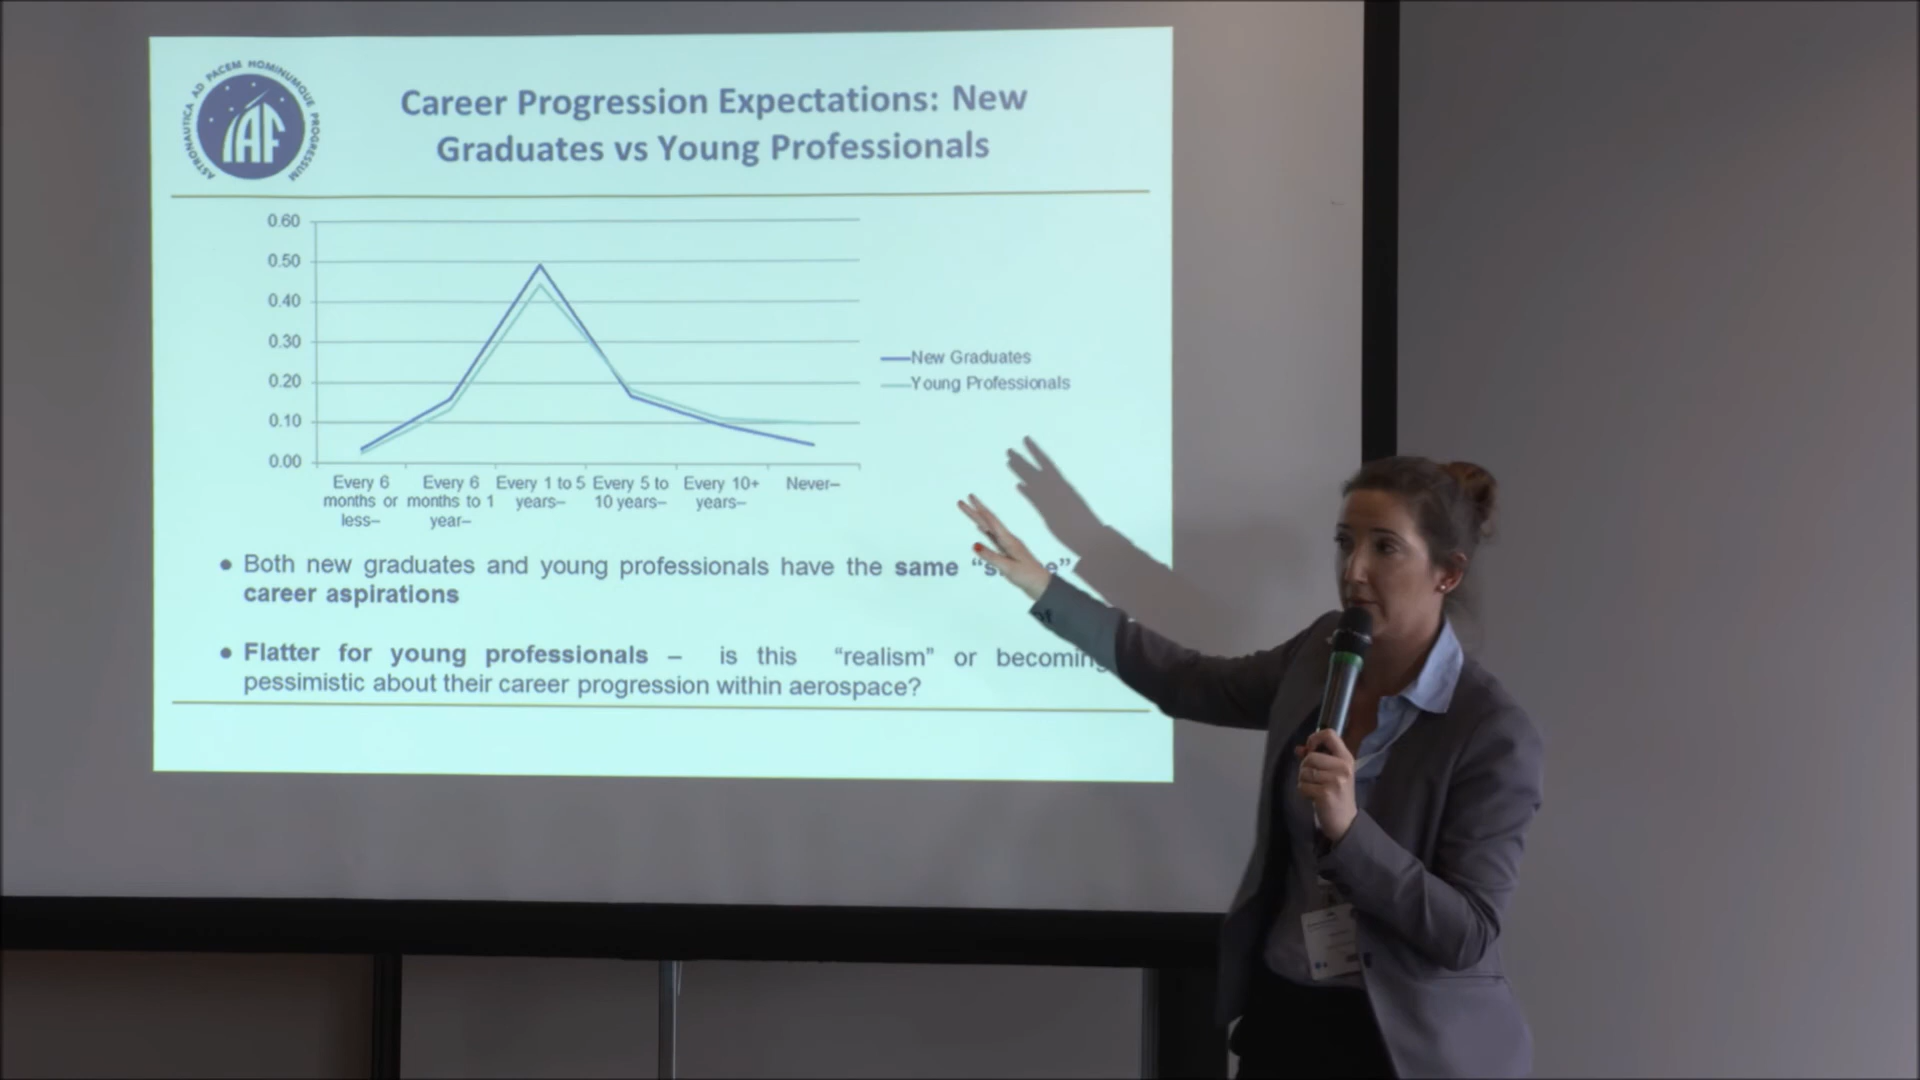 ASTRONAUTICA AD PACEM HOMINUMQUE PROGRESSUM
IAF
Career Progression Expectations: New
Graduates vs Young Professionals
0.60
0.50
0.40
0.30
0.20
0.10
0.00
Every 6 months or less–
Every 6 months to 1 year–
Every 1 to 5 years–
Every 5 to 10 years–
Every 10+ years–
Never–
New Graduates
Young Professionals
• Both new graduates and young professionals have the same
of
career aspirations
• Flatter for young professionals – is this “realism” or becoming
pessimistic about their career progression within aerospace?